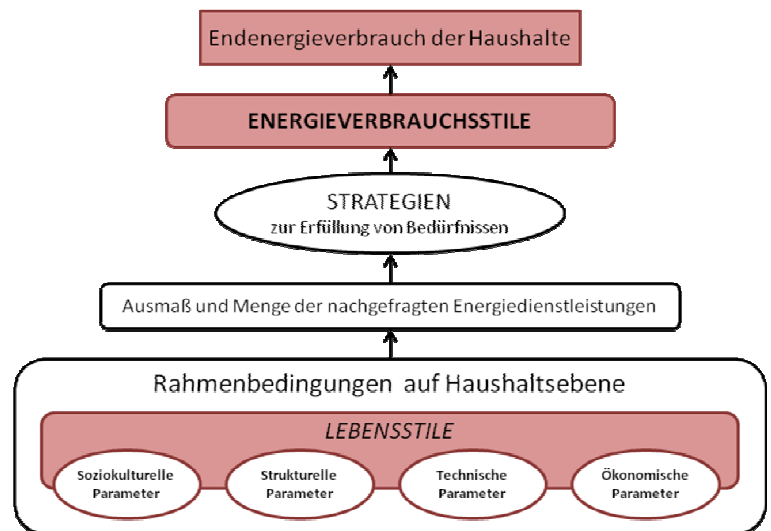 Endenergieverbrauch der Haushalte
ENERGIEVERBRAUCHSSTILE
STRATEGIEN
zur Erfüllung von Bedürfnissen
Ausmaß und Menge der nachgefragten Energiedienstleistungen
Rahmenbedingungen auf Haushaltsebene
LEBENSSTILE
Soziokulturelle
Parameter
Strukturelle
Parameter
Technische
Parameter
Ökonomische
Parameter